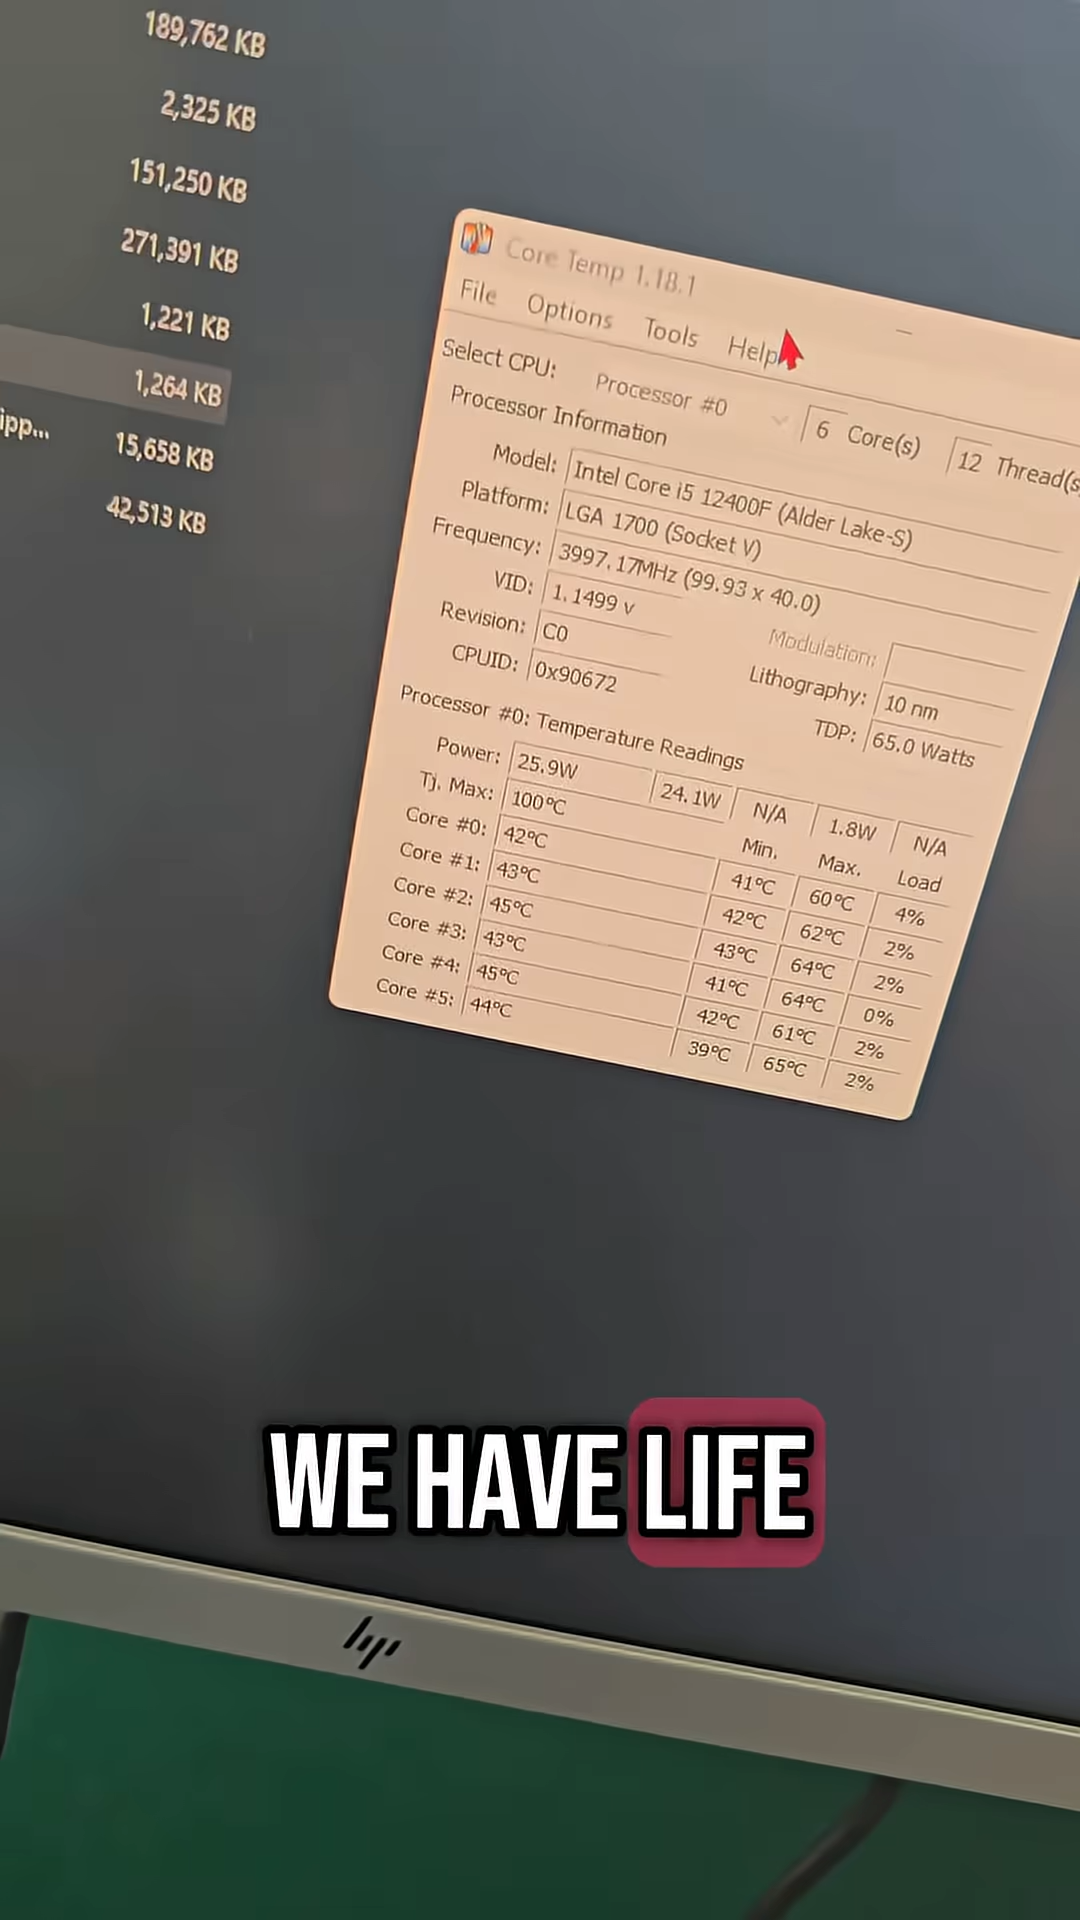 189,762 KB
2,325 KB
151,250 KB
271,391 KB
1,221 KB
1,264 KB
ipp... 15,658 KB
42,513 KB
Core Temp 1.18.1
File Options Tools Help
Select CPU: Processor #0 6 Core(s) 12 Thread(s
Processor Information
Model: Intel Core i5 12400F (Alder Lake-S)
Platform: LGA 1700 (Socket V)
Frequency: 3997.17MHz (99.93 x 40.0)
VID: 1.1499 v
Revision: C0 Modulation:
CPUID: 0x90672 Lithography: 10 nm
TDP: 65.0 Watts
Processor #0: Temperature Readings
Power: 25.9W 24.1W N/A 1.8W N/A
Tj. Max: 100°C Min. Max. Load
Core #0: 42°C 41°C 60°C 4%
Core #1: 43°C 42°C 62°C 2%
Core #2: 45°C 43°C 64°C 2%
Core #3: 43°C 41°C 64°C 0%
Core #4: 45°C 42°C 61°C 2%
Core #5: 44°C 39°C 65°C 2%
WE HAVE LIFE
hp